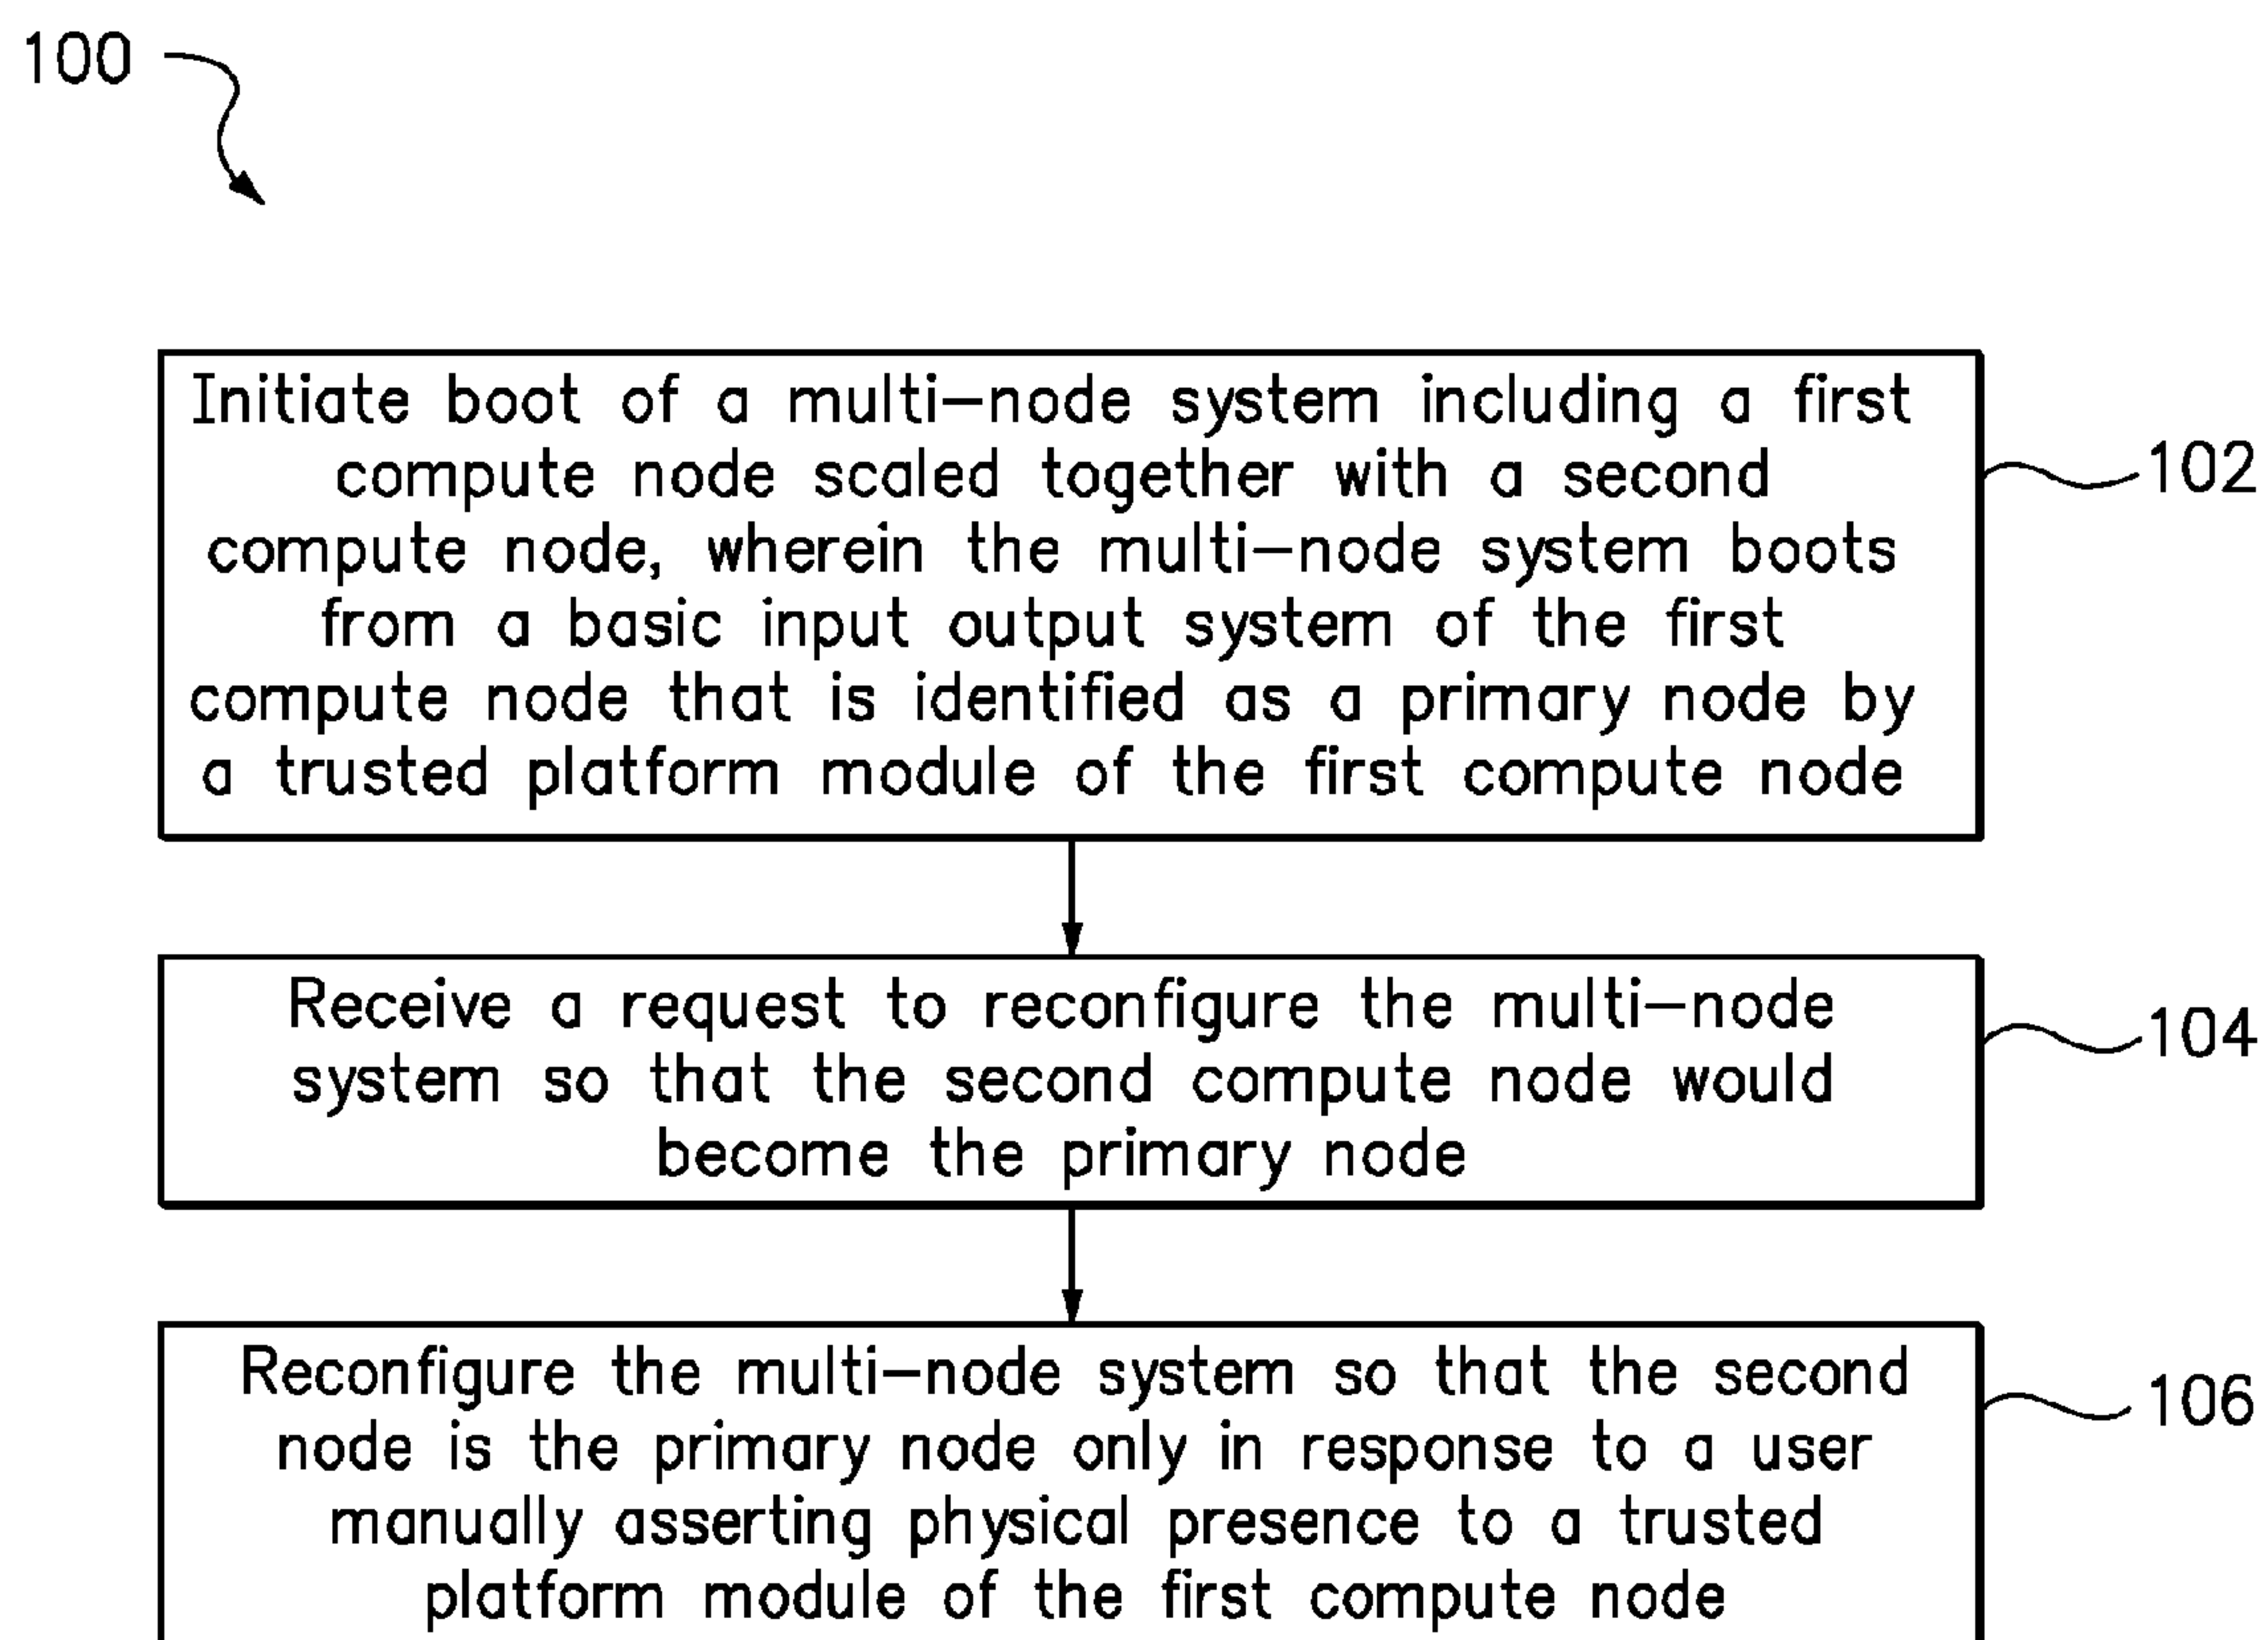 100
Initiate boot of a multi–node system including a first
compute node scaled together with a second
compute node, wherein the multi–node system boots
from a basic input output system of the first
compute node that is identified as a primary node by
a trusted platform module of the first compute node
102
Receive a request to reconfigure the multi–node
system so that the second compute node would
become the primary node
104
Reconfigure the multi–node system so that the second
node is the primary node only in response to a user
manually asserting physical presence to a trusted
platform module of the first compute node
106